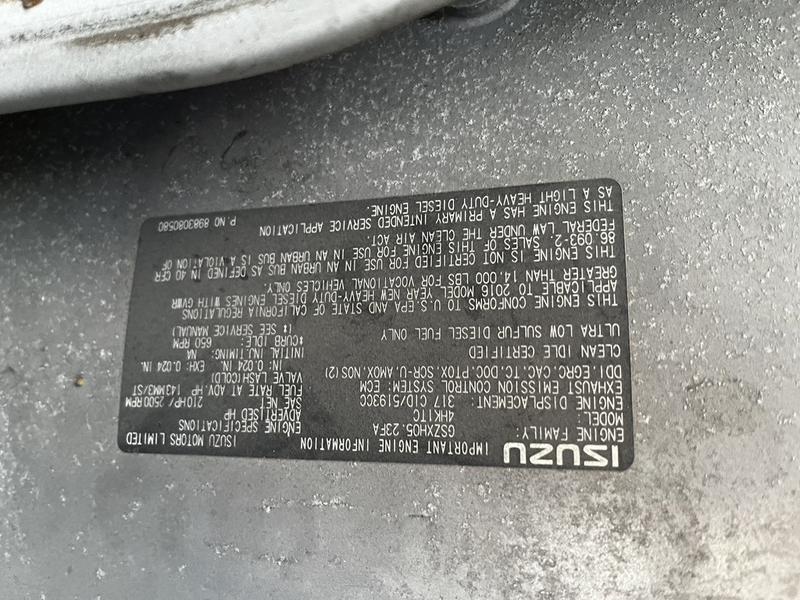 ISUZU IMPORTANT ENGINE INFORMATION ISUZU MOTORS LIMITED
ENGINE FAMILY: GSZXH05.23FA
MODEL 4HK1TC
ENGINE DISPLACEMENT: 317 CID/5193CC
EXHAUST EMISSION CONTROL SYSTEM: ECM
DDI.EGRC.CAC.TC.DOC.PTOX.SCR-U-AMOX.NOS(2)
CLEAN IDLE CERTIFIED
ULTRA LOW SULFUR DIESEL FUEL ONLY
ENGINE SPECIFICATIONS
ADVERTISED HP
SAE NET 210HP/ 2500 RPM
FUEL RATE AT ADV. HP 143MM3/ST
VALVE LASH(COLD)
IN: 0.024 IN. EXH: 0.024 IN.
INITIAL INJ.TIMING: NA
*CURB IDLE: 650 RPM
(* SEE SERVICE MANUAL)
THIS ENGINE CONFORMS TO U.S.EPA AND STATE OF CALIFORNIA REGULATIONS
APPLICABLE TO 2016 MODEL YEAR NEW HEAVY-DUTY DIESEL ENGINES WITH GVWR
GREATER THAN 14,000 LBS FOR VOCATIONAL VEHICLES ONLY.
THIS ENGINE IS NOT CERTIFIED FOR USE IN AN URBAN BUS AS DEFINED IN 40 CFR
86.093-2. SALES OF THIS ENGINE FOR USE IN AN URBAN BUS IS A VIOLATION OF
FEDERAL LAW UNDER THE CLEAN AIR ACT.
THIS ENGINE HAS A PRIMARY INTENDED SERVICE APPLICATION
AS A LIGHT HEAVY-DUTY DIESEL ENGINE.
P.NO 8983080580